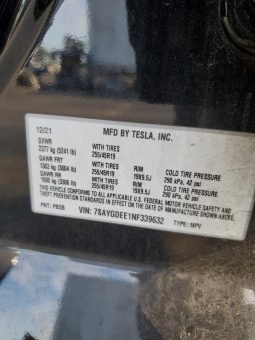 12/21 MFD BY TESLA, INC.
GVWR
2377 kg (5241 lb) WITH TIRES 255/45R19
GAWR FRT WITH TIRES RIM COLD TIRE PRESSURE
1363 kg (3004 lb) 255/45R19 19X9.5J 290 kPa, 42 psi
GAWR RR WITH TIRES RIM COLD TIRE PRESSURE
1500 kg (3306 lb) 255/45R19 19X9.5J 290 kPa, 42 psi
THIS VEHICLE CONFORMS TO ALL APPLICABLE U.S. FEDERAL MOTOR VEHICLE SAFETY AND
THEFT PREVENTION STANDARDS IN EFFECT ON THE DATE OF MANUFACTURE SHOWN ABOVE.
VIN: 7SAYGDEE1NF339632 TYPE: MPV
PNT: PBSB